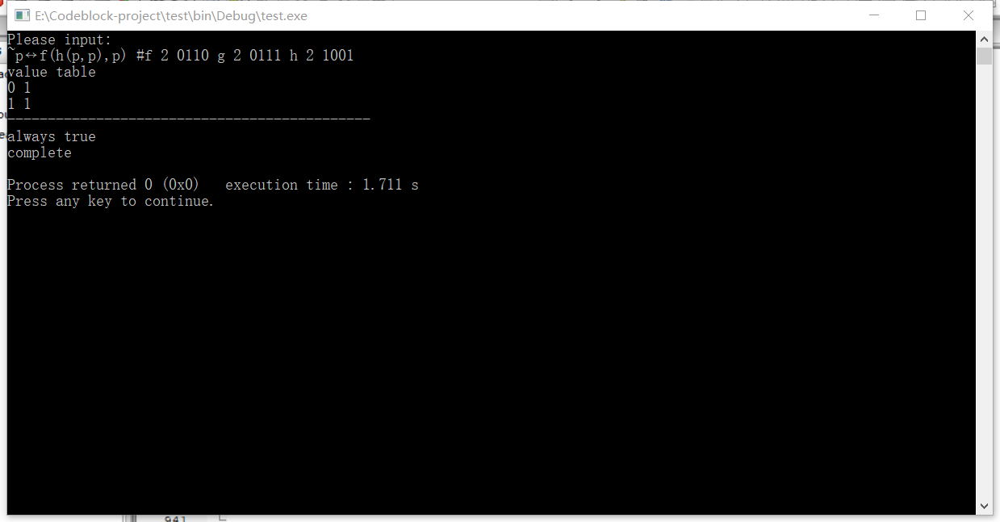 E:\Codeblock-project\test\bin\Debug\test.exe
Please input:
~p↔f(h(p,p),p) #f 2 0110 g 2 0111 h 2 1001
value table
0 1
1 1
---------------------------------------------
always true
complete
Process returned 0 (0x0)   execution time : 1.711 s
Press any key to continue.
941